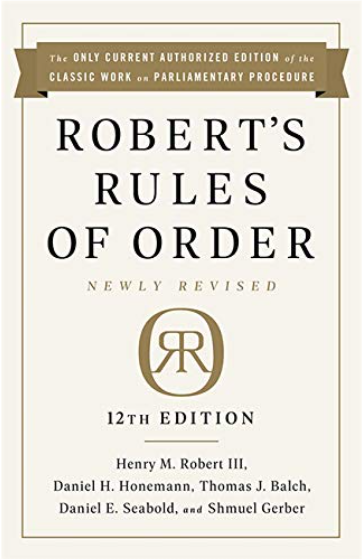 The ONLY CURRENT AUTHORIZED EDITION of the
CLASSIC WORK on PARLIAMENTARY PROCEDURE
ROBERT'S
RULES
OF ORDER
NEWLY REVISED
RR
12TH EDITION
Henry M. Robert III,
Daniel H. Honemann, Thomas J. Balch,
Daniel E. Seabold, and Shmuel Gerber